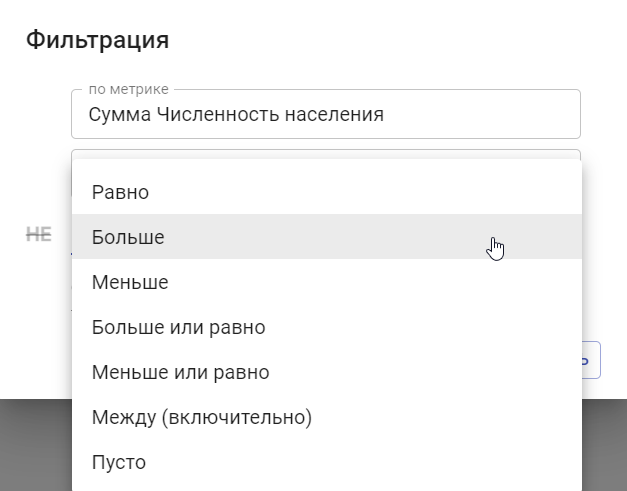 Фильтрация
по метрике
Сумма Численность населения
Равно
НЕ
Больше
Меньше
Больше или равно
Меньше или равно
Между (включительно)
Пусто